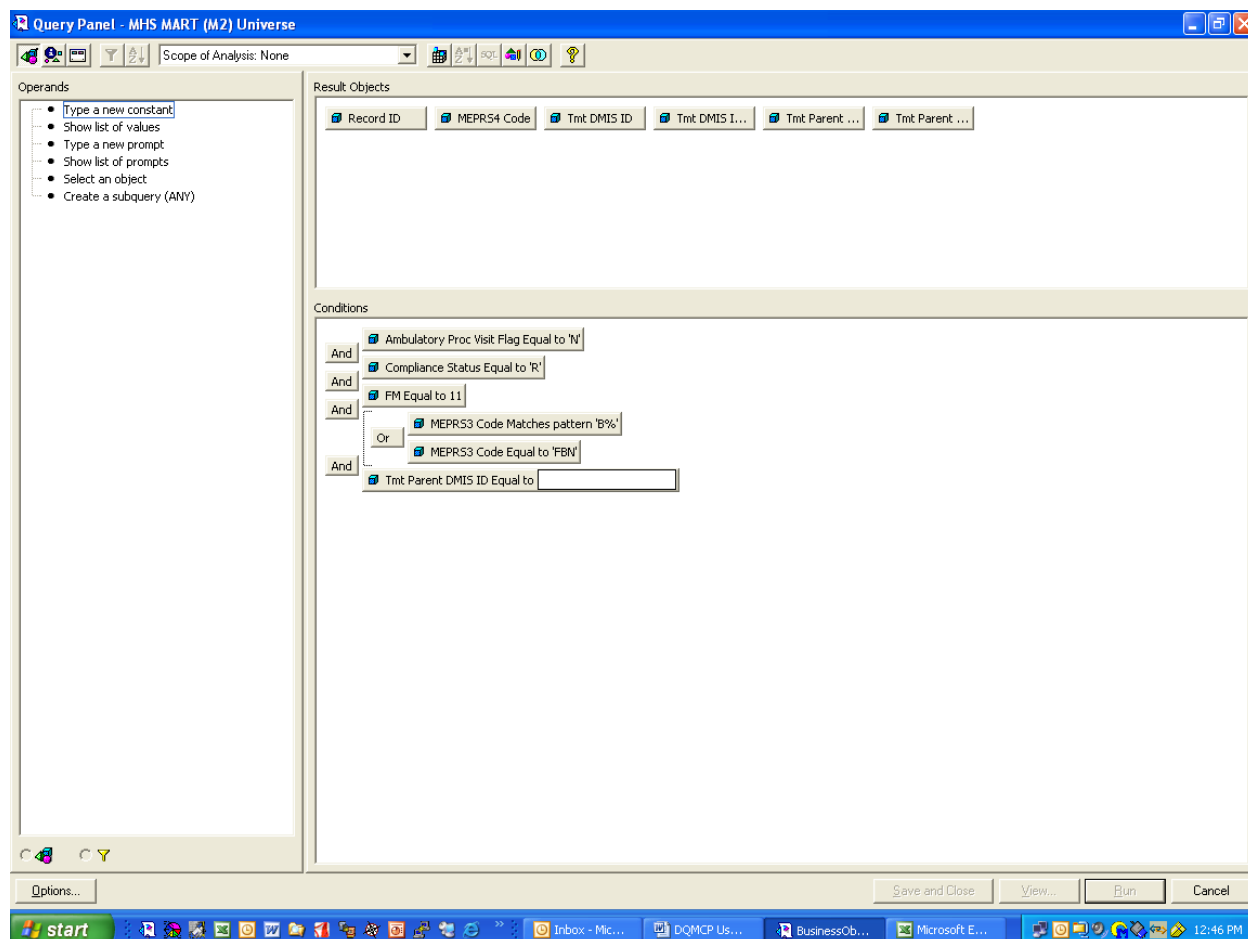 Query Panel - MHS MART (M2) Universe
Scope of Analysis: None
SQL
Operands
Type a new constant
Show list of values
Type a new prompt
Show list of prompts
Select an object
Create a subquery (ANY)
Result Objects
Record ID MEPRS4 Code Tmt DMIS ID Tmt DMIS I... Tmt Parent ... Tmt Parent ...
Conditions
Ambulatory Proc Visit Flag Equal to 'N'
And
Compliance Status Equal to 'R'
And
FM Equal to 11
And
MEPRS3 Code Matches pattern 'B%'
Or
MEPRS3 Code Equal to 'FBN'
And
Tmt Parent DMIS ID Equal to
Options... Save and Close View... Run Cancel
start Inbox - Mic... DQMCP Us... BusinessOb... Microsoft E... 12:46 PM